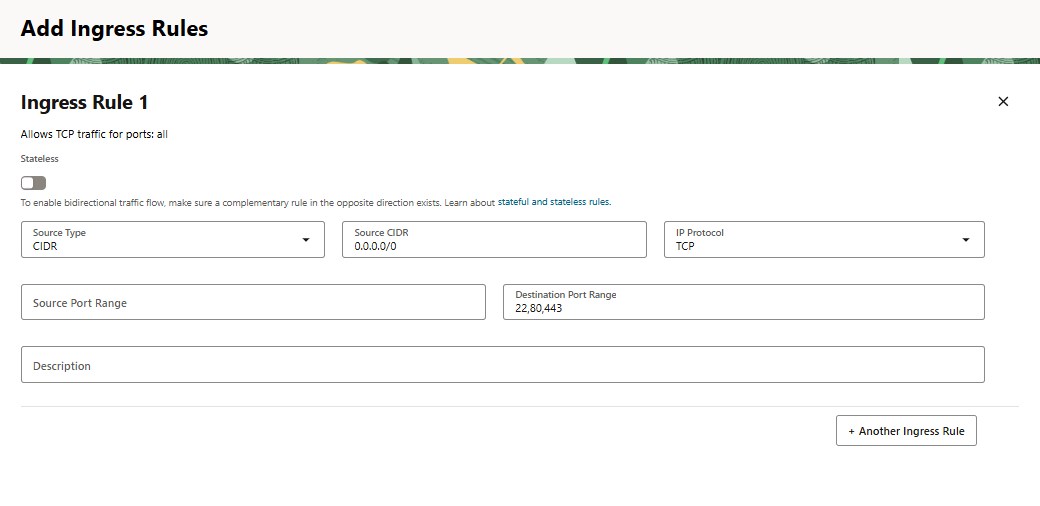 Add Ingress Rules
Ingress Rule 1
Allows TCP traffic for ports: all
Stateless
To enable bidirectional traffic flow, make sure a complementary rule in the opposite direction exists. Learn about stateful and stateless rules.
Source Type
CIDR
Source CIDR
0.0.0.0/0
IP Protocol
TCP
Source Port Range
Destination Port Range
22,80,443
Description
+ Another Ingress Rule